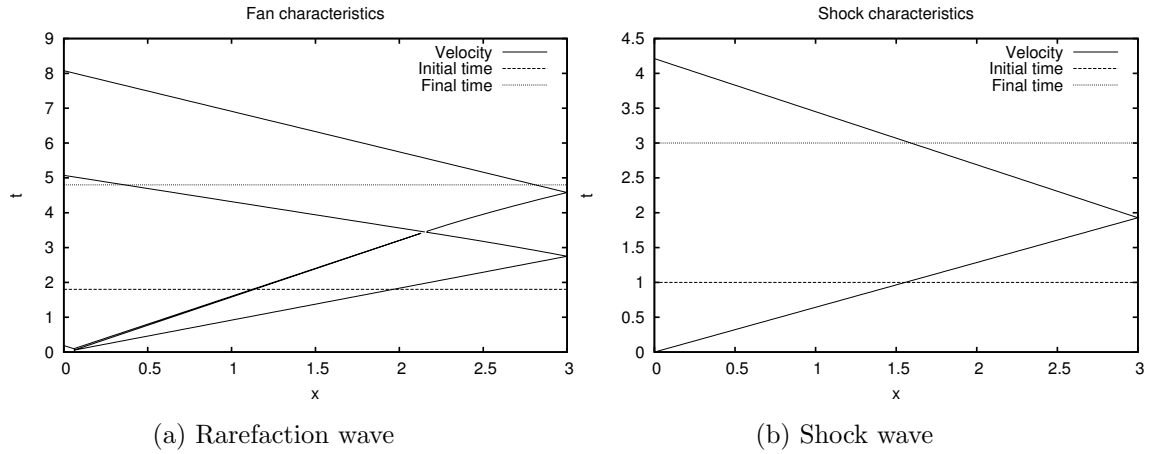 Fan characteristics
9
8
7
6
5
4
3
2
1
0
t
0
0.5
1
1.5
2
2.5
3
x
Velocity
Initial time
Final time
(a) Rarefaction wave
Shock characteristics
4.5
4
3.5
3
2.5
2
1.5
1
0.5
0
t
0
0.5
1
1.5
2
2.5
3
x
Velocity
Initial time
Final time
(b) Shock wave